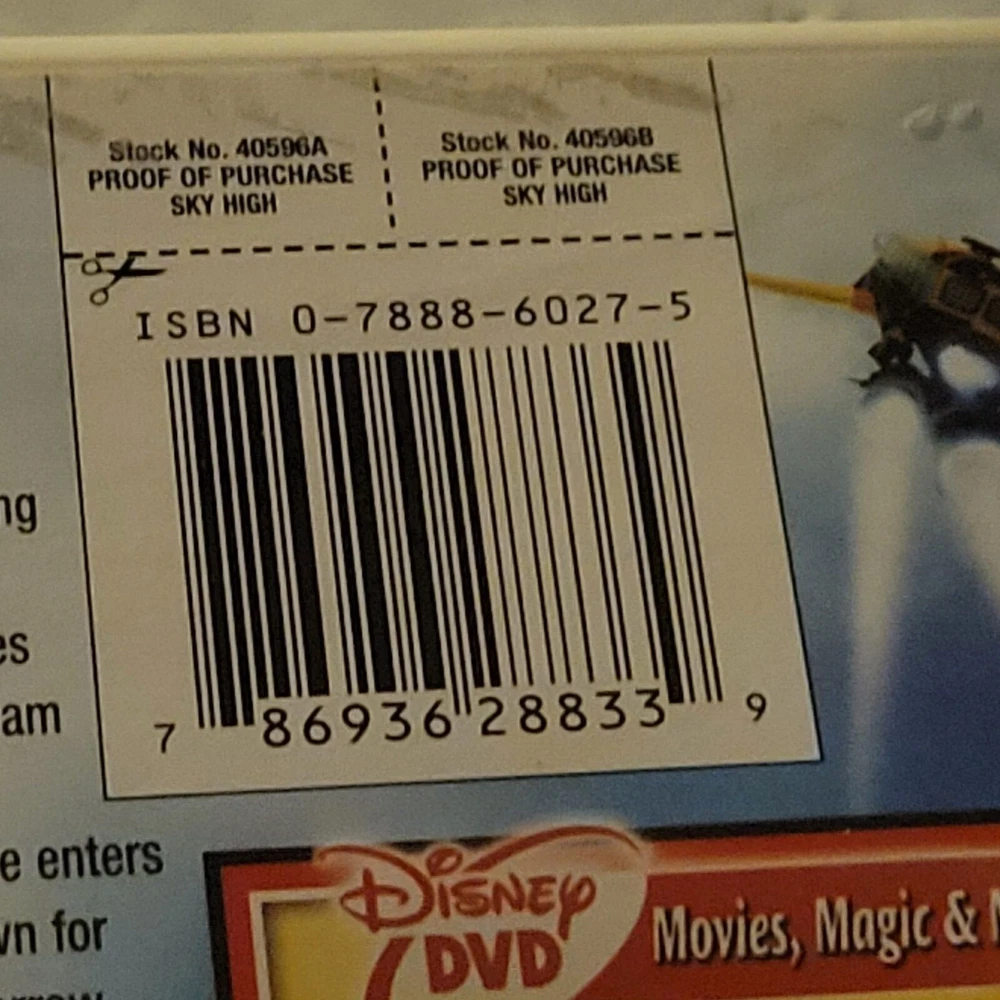 Stock No. 40596A
PROOF OF PURCHASE
SKY HIGH
Stock No. 40596B
PROOF OF PURCHASE
SKY HIGH
ISBN 0-7888-6027-5
7 86936 28833 9
ng
es
am
e enters
wn for
DISNEY
DVD
Movies, Magic &